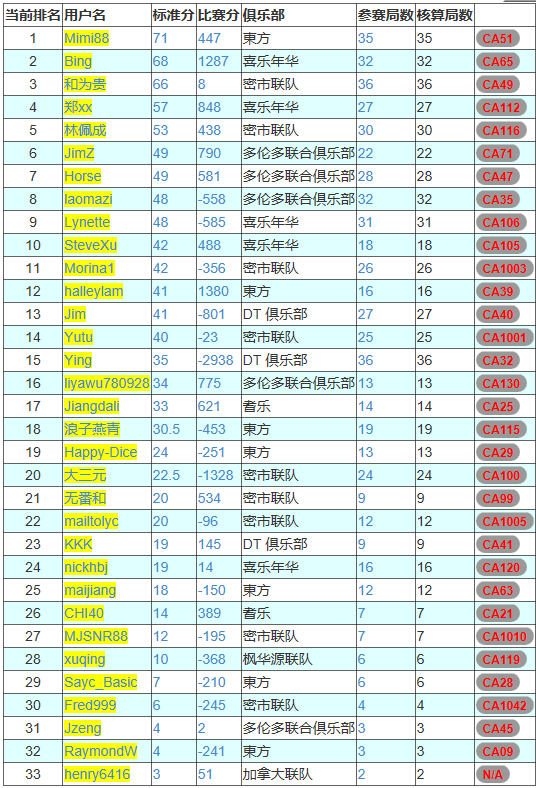 当前排名 用户名 标准分 比赛分 俱乐部 参赛局数 核算局数
1 Mimi88 71 447 東方 35 35 CA51
2 Bing 68 1287 喜乐年华 32 32 CA65
3 和为贵 66 8 密市联队 36 36 CA49
4 郑xx 57 848 喜乐年华 27 27 CA112
5 林佩成 53 438 密市联队 30 30 CA116
6 JimZ 49 790 多伦多联合俱乐部 22 22 CA71
7 Horse 49 581 多伦多联合俱乐部 28 28 CA47
8 laomazi 48 -558 多伦多联合俱乐部 32 32 CA35
9 Lynette 48 -585 喜乐年华 31 31 CA106
10 SteveXu 42 488 喜乐年华 18 18 CA105
11 Morina1 42 -356 密市联队 26 26 CA1003
12 halleylam 41 1380 東方 16 16 CA39
13 Jim 41 -801 DT 俱乐部 27 27 CA40
14 Yutu 40 -23 密市联队 25 25 CA1001
15 Ying 35 -2938 DT 俱乐部 36 36 CA32
16 liyawu780928 34 775 多伦多联合俱乐部 13 13 CA130
17 Jiangdali 33 621 耆乐 14 14 CA25
18 浪子燕青 30.5 -453 東方 19 19 CA115
19 Happy-Dice 24 -251 東方 13 13 CA29
20 大三元 22.5 -1328 密市联队 24 24 CA100
21 无番和 20 534 密市联队 9 9 CA99
22 mailtolyc 20 -96 密市联队 12 12 CA1005
23 KKK 19 145 DT 俱乐部 9 9 CA41
24 nickhbj 19 14 喜乐年华 16 16 CA120
25 maijiang 18 -150 東方 12 12 CA63
26 CHI40 14 389 耆乐 7 7 CA21
27 MJSNR88 12 -195 密市联队 7 7 CA1010
28 xuqing 10 -368 枫华源联队 6 6 CA119
29 Sayc_Basic 7 -210 東方 6 6 CA28
30 Fred999 6 -245 密市联队 4 4 CA1042
31 Jzeng 4 2 多伦多联合俱乐部 3 3 CA45
32 RaymondW 4 -241 東方 3 3 CA09
33 henry6416 3 51 加拿大联队 2 2 N/A